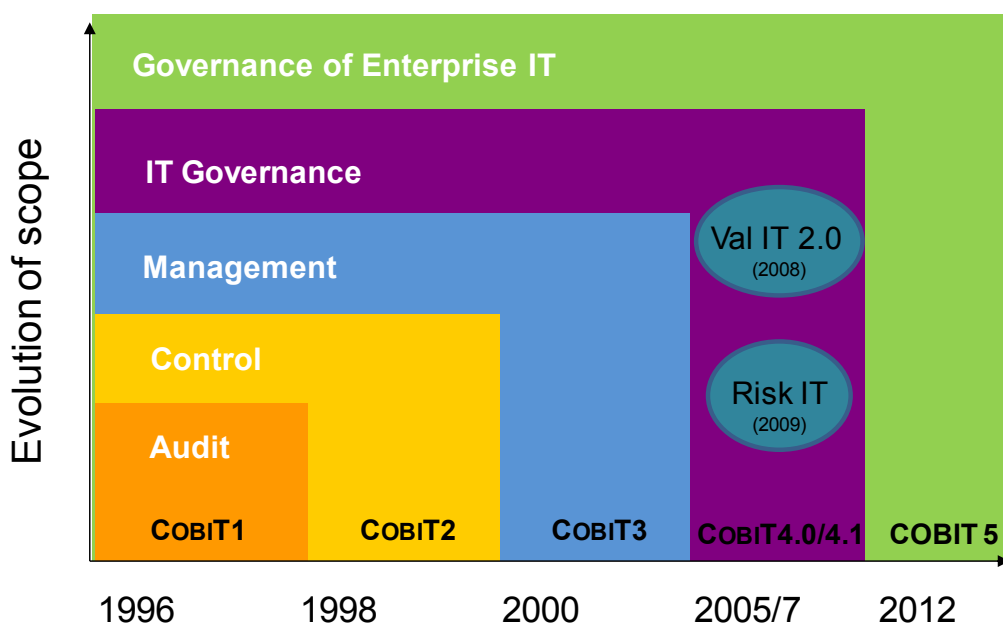 Evolution of scope
Governance of Enterprise IT
IT Governance
Val IT 2.0
(2008)
Management
Control
Risk IT
(2009)
Audit
COBIT1
COBIT2
COBIT3
COBIT4.0/4.1
COBIT 5
1996
1998
2000
2005/7
2012